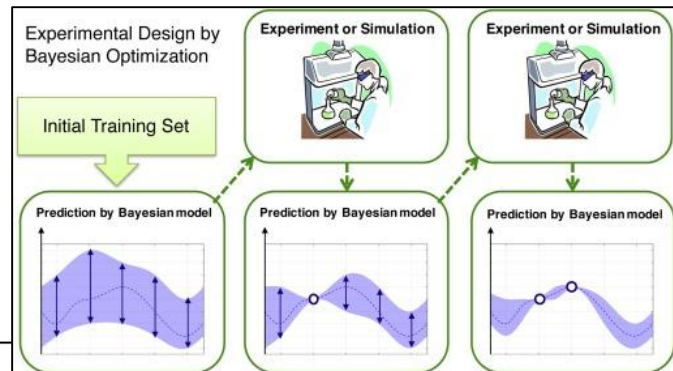 Experimental Design by
Bayesian Optimization
Initial Training Set
Experiment or Simulation
Experiment or Simulation
Prediction by Bayesian model
Prediction by Bayesian model
Prediction by Bayesian model